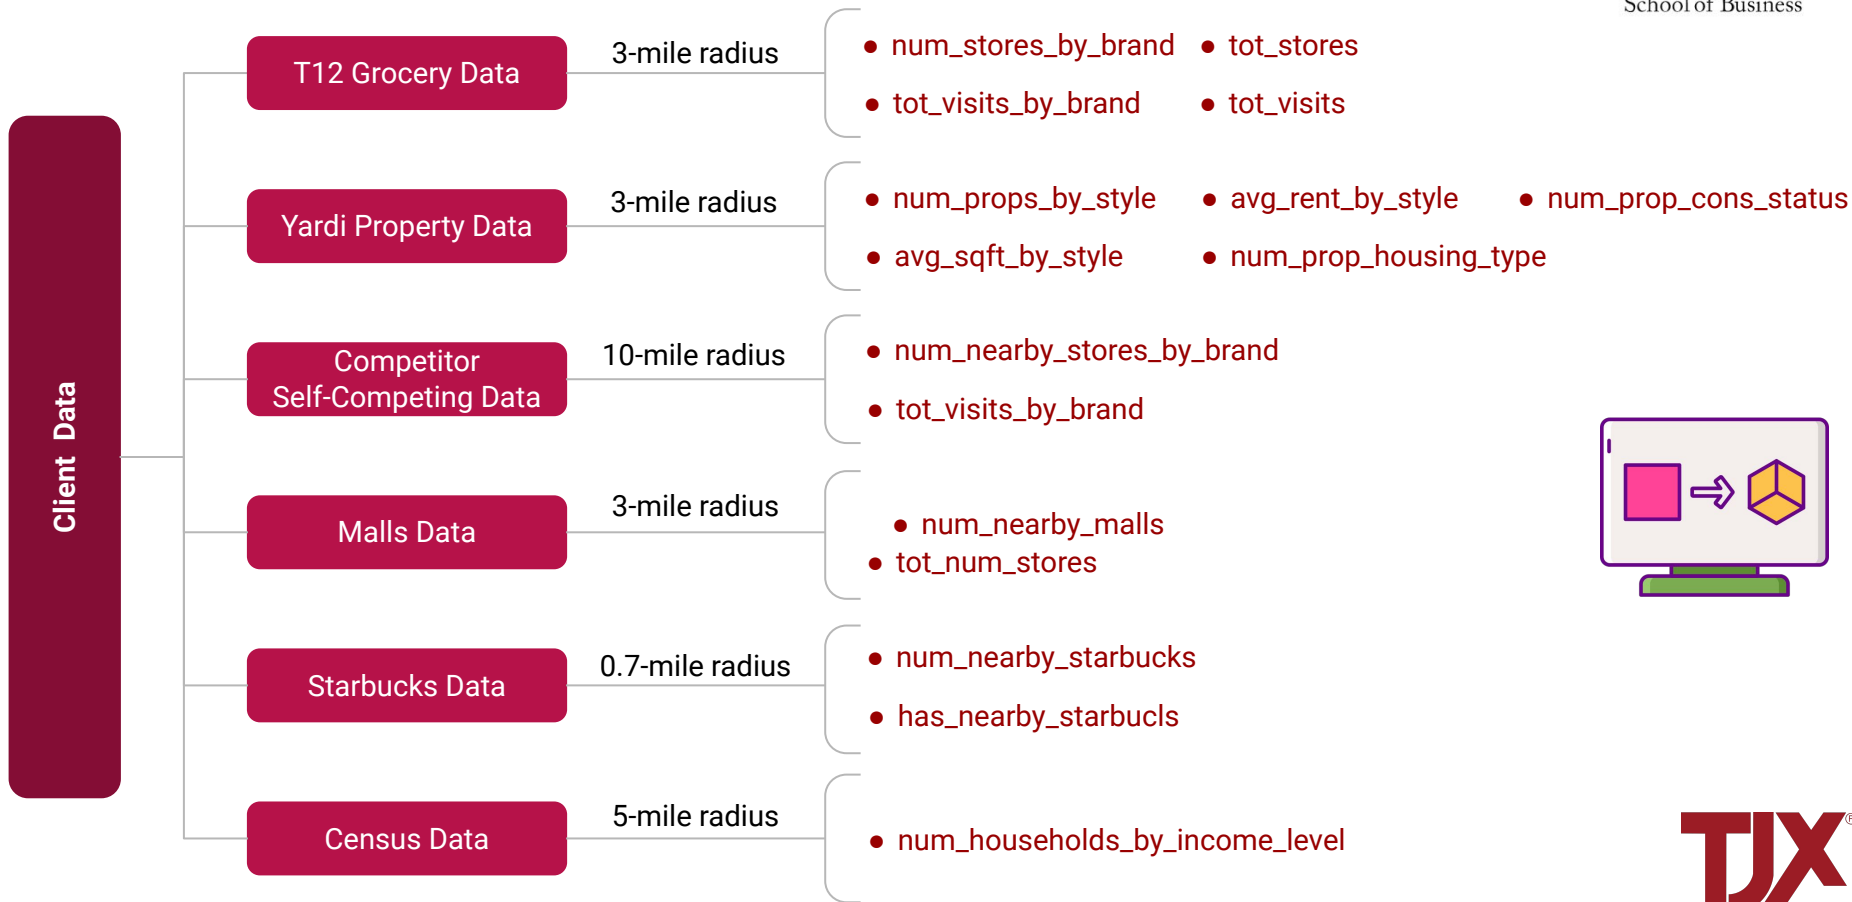 School of Business
Client Data
T12 Grocery Data
3-mile radius
● num_stores_by_brand ● tot_stores
● tot_visits_by_brand ● tot_visits
Yardi Property Data
3-mile radius
● num_props_by_style ● avg_rent_by_style ● num_prop_cons_status
● avg_sqft_by_style ● num_prop_housing_type
Competitor
Self-Competing Data
10-mile radius
● num_nearby_stores_by_brand
● tot_visits_by_brand
Malls Data
3-mile radius
● num_nearby_malls
● tot_num_stores
Starbucks Data
0.7-mile radius
● num_nearby_starbucks
● has_nearby_starbucls
Census Data
5-mile radius
● num_households_by_income_level
TJX®